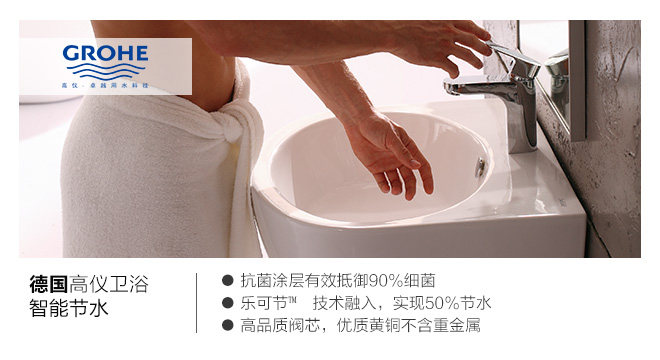 GROHE
高仪·卓越用水科技
德国高仪卫浴
智能节水
● 抗菌涂层有效抵御90%细菌
● 乐可节™ 技术融入，实现50%节水
● 高品质阀芯，优质黄铜不含重金属